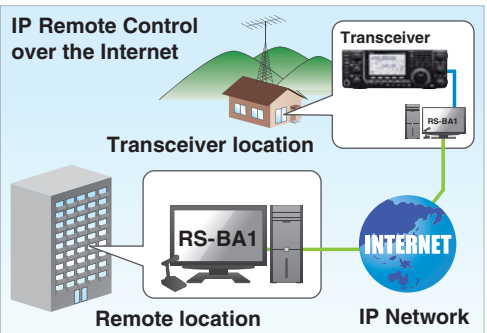 IP Remote Control
over the Internet
Transceiver
RS-BA1
Transceiver location
RS-BA1
INTERNET
Remote location
IP Network